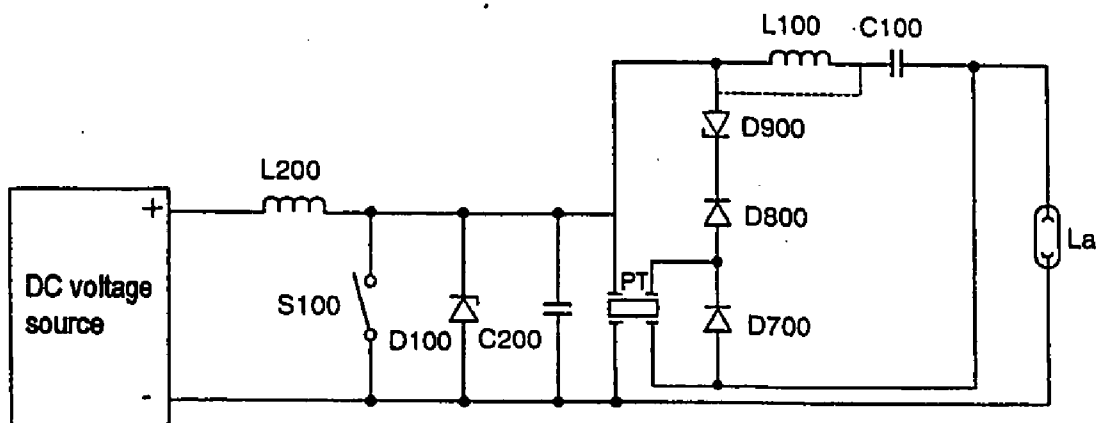 L100
C100
D900
L200
+
D800
La
PT
DC voltage
source
S100
D100
C200
D700
-